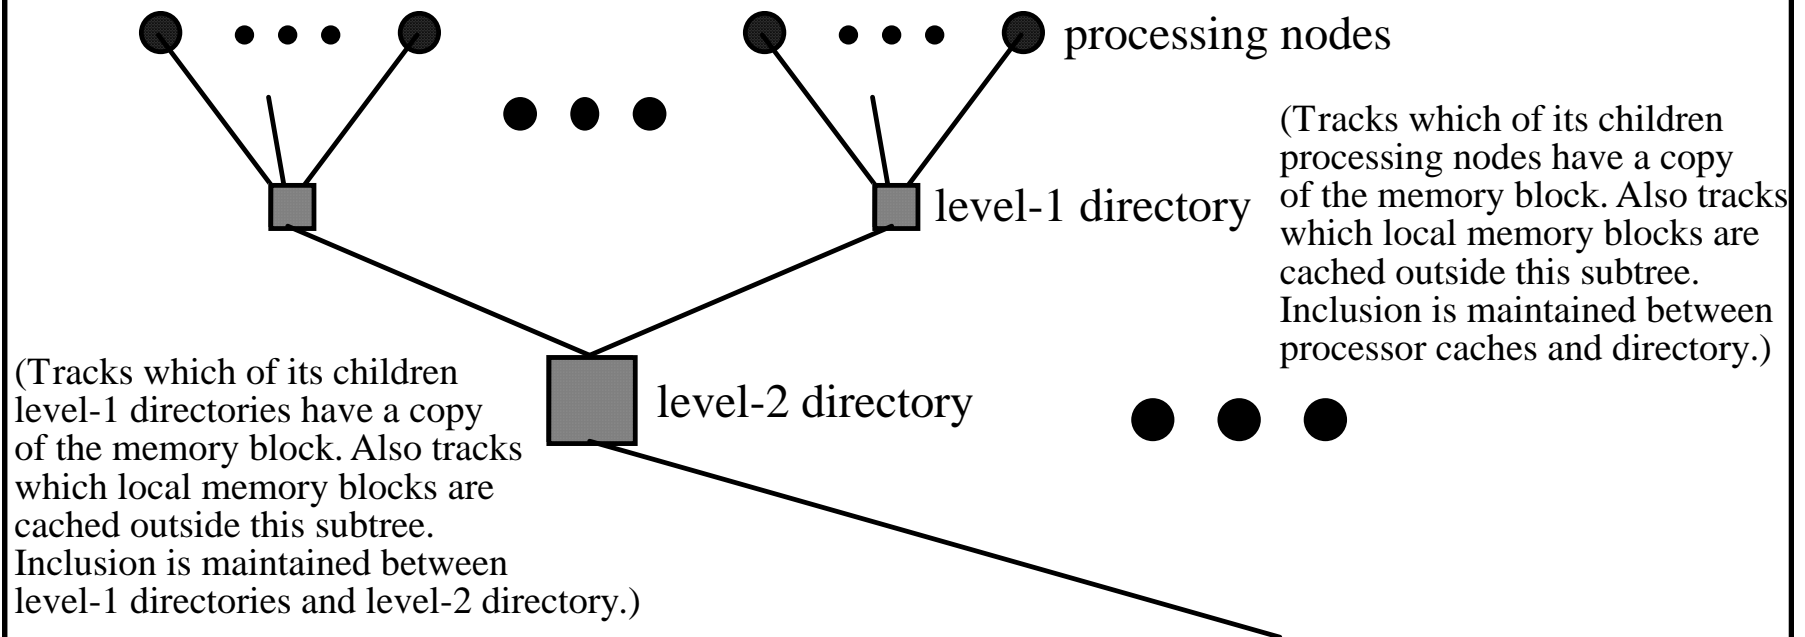 processing nodes
(Tracks which of its children
processing nodes have a copy
of the memory block. Also tracks
which local memory blocks are
cached outside this subtree.
Inclusion is maintained between
processor caches and directory.)
level-1 directory
level-2 directory
(Tracks which of its children
level-1 directories have a copy
of the memory block. Also tracks
which local memory blocks are
cached outside this subtree.
Inclusion is maintained between
level-1 directories and level-2 directory.)